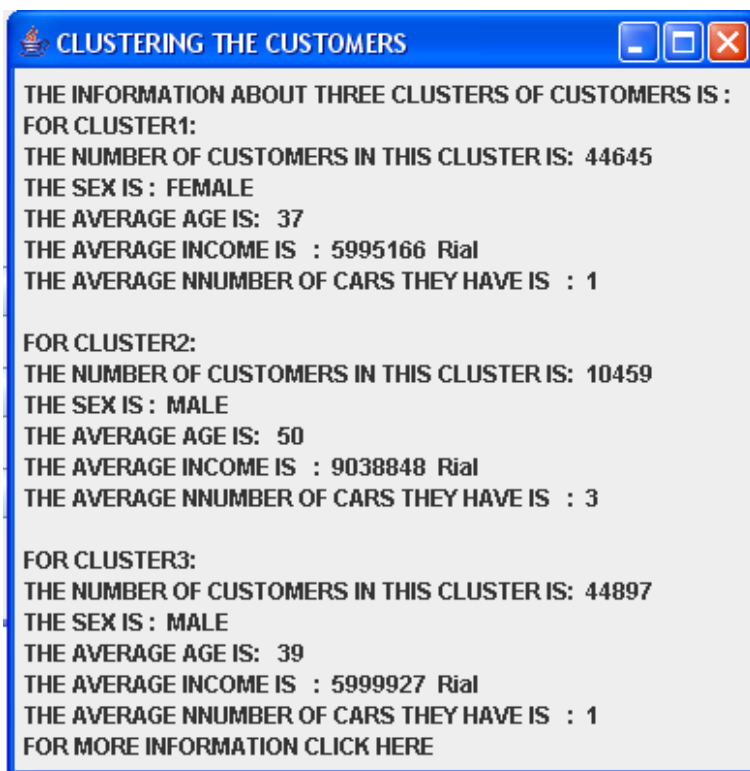 CLUSTERING THE CUSTOMERS
THE INFORMATION ABOUT THREE CLUSTERS OF CUSTOMERS IS :
FOR CLUSTER1:
THE NUMBER OF CUSTOMERS IN THIS CLUSTER IS: 44645
THE SEX IS : FEMALE
THE AVERAGE AGE IS: 37
THE AVERAGE INCOME IS : 5995166 Rial
THE AVERAGE NNUMBER OF CARS THEY HAVE IS : 1
FOR CLUSTER2:
THE NUMBER OF CUSTOMERS IN THIS CLUSTER IS: 10459
THE SEX IS : MALE
THE AVERAGE AGE IS: 50
THE AVERAGE INCOME IS : 9038848 Rial
THE AVERAGE NNUMBER OF CARS THEY HAVE IS : 3
FOR CLUSTER3:
THE NUMBER OF CUSTOMERS IN THIS CLUSTER IS: 44897
THE SEX IS : MALE
THE AVERAGE AGE IS: 39
THE AVERAGE INCOME IS : 5999927 Rial
THE AVERAGE NNUMBER OF CARS THEY HAVE IS : 1
FOR MORE INFORMATION CLICK HERE